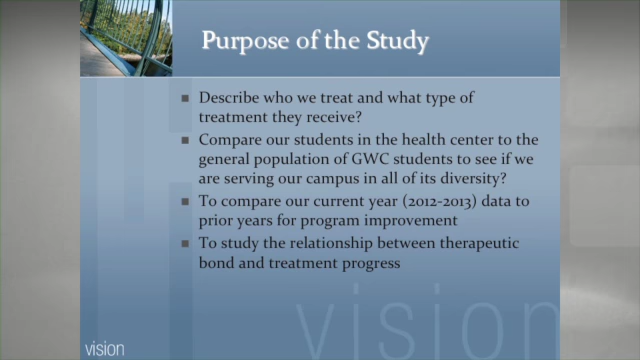 Purpose of the Study
Describe who we treat and what type of
treatment they receive?
Compare our students in the health center to the
general population of GWC students to see if we
are serving our campus in all of its diversity?
To compare our current year (2012-2013) data to
prior years for program improvement
To study the relationship between therapeutic
bond and treatment progress
vision
vision